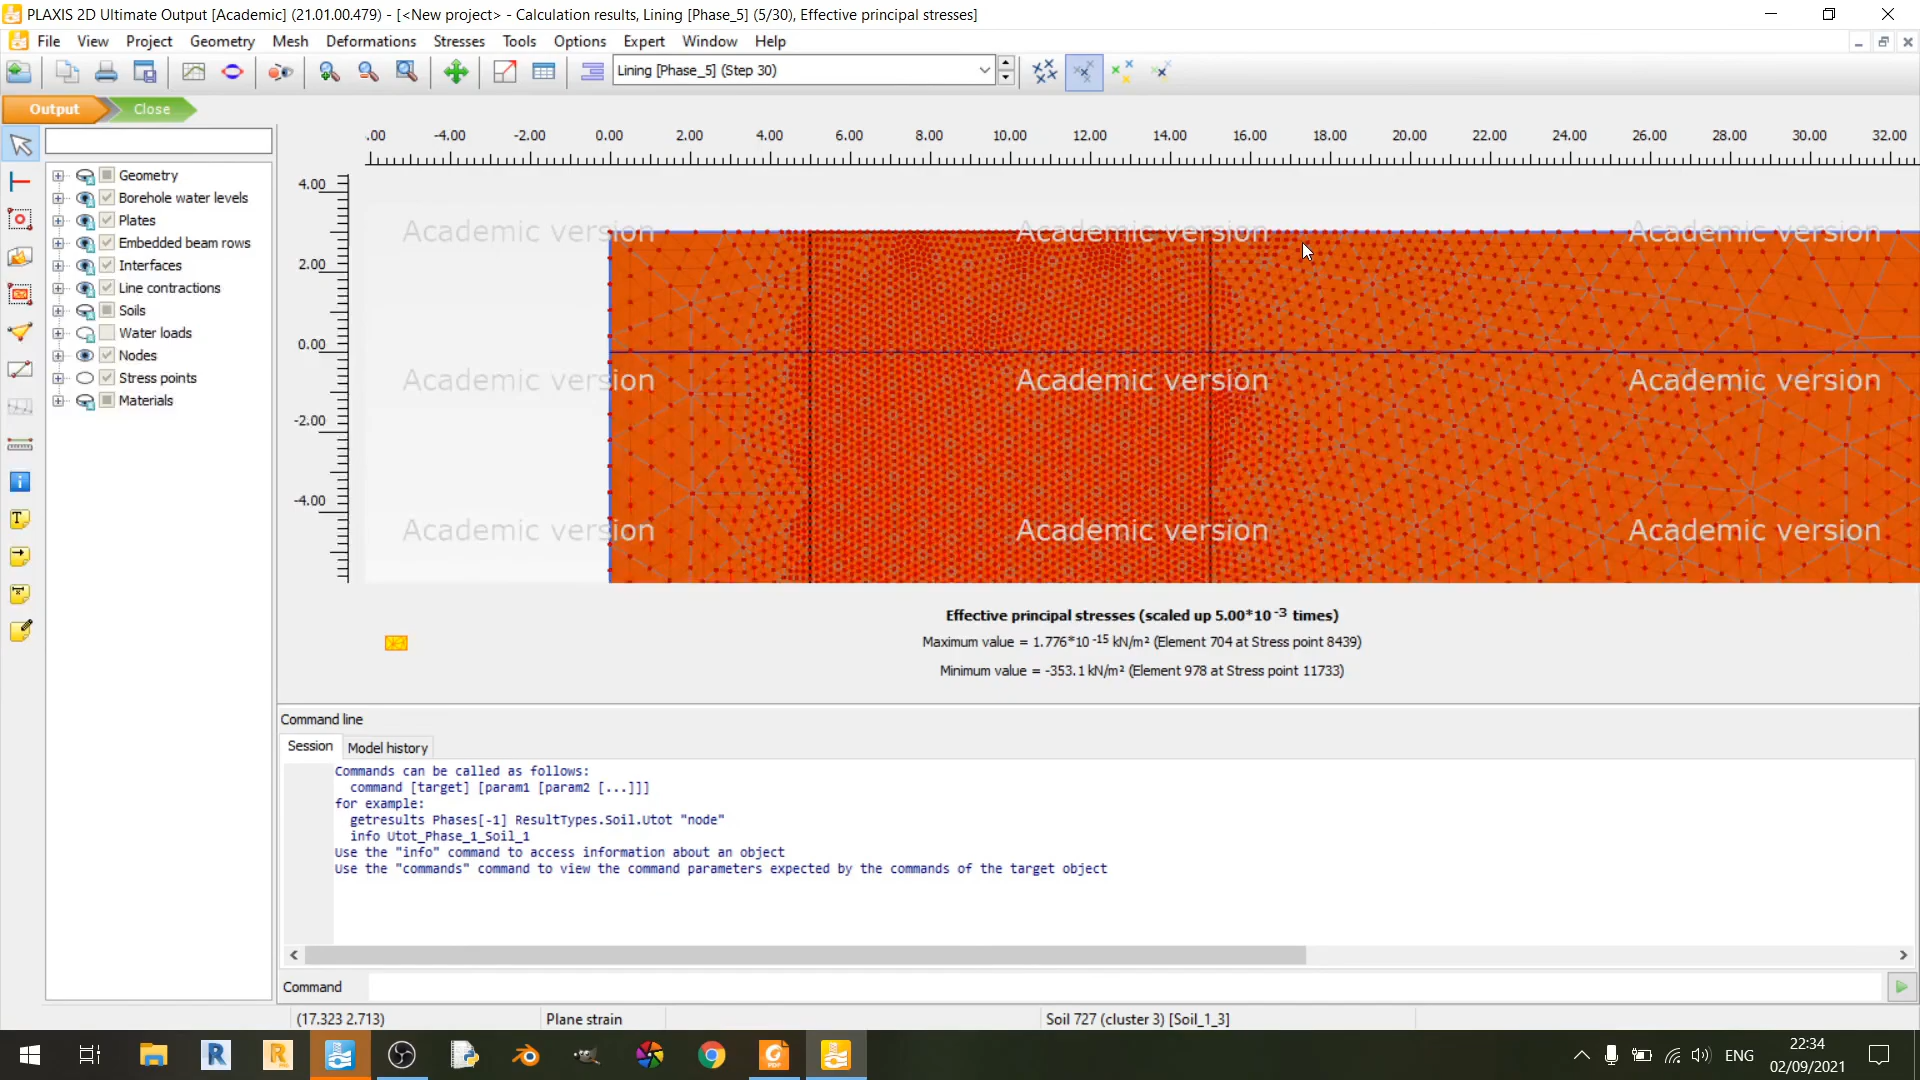 PLAXIS 2D Ultimate Output [Academic] (21.01.00.479) - [<New project> - Calculation results, Lining [Phase_5] (5/30), Effective principal stresses]
File View Project Geometry Mesh Deformations Stresses Tools Options Expert Window Help
Lining [Phase_5] (Step 30)
Output Close
.00 -4.00 -2.00 0.00 2.00 4.00 6.00 8.00 10.00 12.00 14.00 16.00 18.00 20.00 22.00 24.00 26.00 28.00 30.00 32.00
Geometry
Borehole water levels
Plates
Embedded beam rows
Interfaces
Line contractions
Soils
Water loads
Nodes
Stress points
Materials
4.00
2.00
0.00
-2.00
-4.00
Academic version Academic version Academic version
Academic version Academic version Academic version
Academic version Academic version Academic version
Effective principal stresses (scaled up 5.00*10 -3 times)
Maximum value = 1.776*10 -15 kN/m² (Element 704 at Stress point 8439)
Minimum value = -353.1 kN/m² (Element 978 at Stress point 11733)
Command line
Session Model history
Commands can be called as follows:
command [target] [param1 [param2 [...]]]
for example:
getresults Phases[-1] ResultTypes.Soil.Utot "node"
info Utot_Phase_1_Soil_1
Use the "info" command to access information about an object
Use the "commands" command to view the command parameters expected by the commands of the target object
Command
(17.323 2.713) Plane strain Soil 727 (cluster 3) [Soil_1_3]
ENG
22:34
02/09/2021